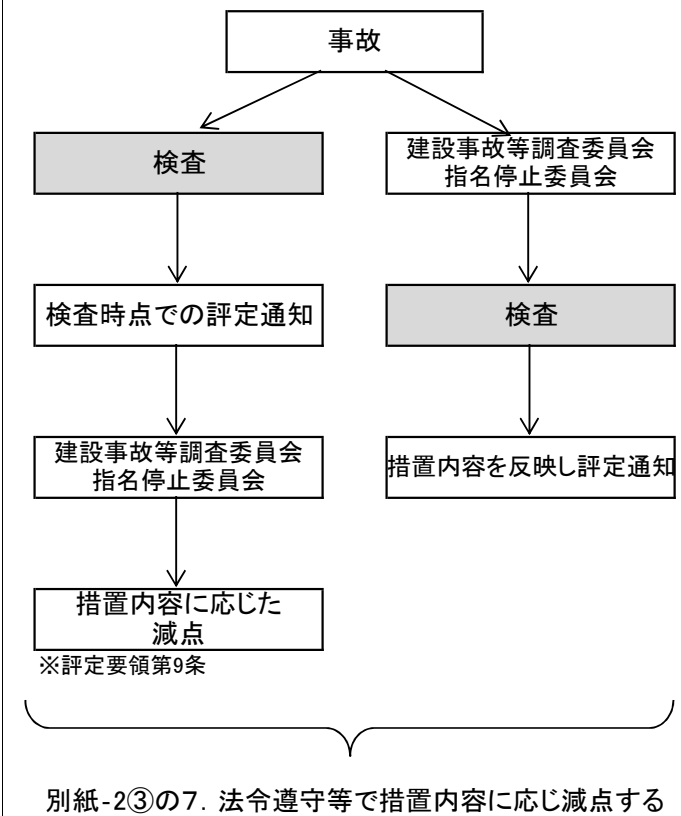 事故
検査
建設事故等調査委員会
指名停止委員会
検査時点での評定通知
検査
建設事故等調査委員会
指名停止委員会
措置内容を反映し評定通知
措置内容に応じた
減点
※評定要領第9条
別紙-2③の7. 法令遵守等で措置内容に応じ減点する